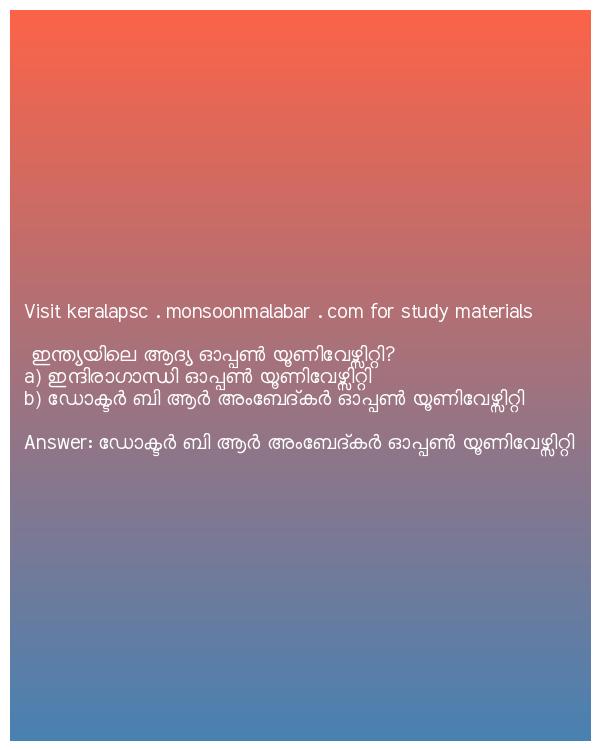 Visit keralapsc . monsoonmalabar . com for study materials
ഇന്ത്യയിലെ ആദ്യ ഓപ്പൺ യൂണിവേഴ്സിറ്റി?
a) ഇന്ദിരാഗാന്ധി ഓപ്പൺ യൂണിവേഴ്സിറ്റി
b) ഡോക്ടർ ബി ആർ അംബേദ്കർ ഓപ്പൺ യൂണിവേഴ്സിറ്റി
Answer: ഡോക്ടർ ബി ആർ അംബേദ്കർ ഓപ്പൺ യൂണിവേഴ്സിറ്റി